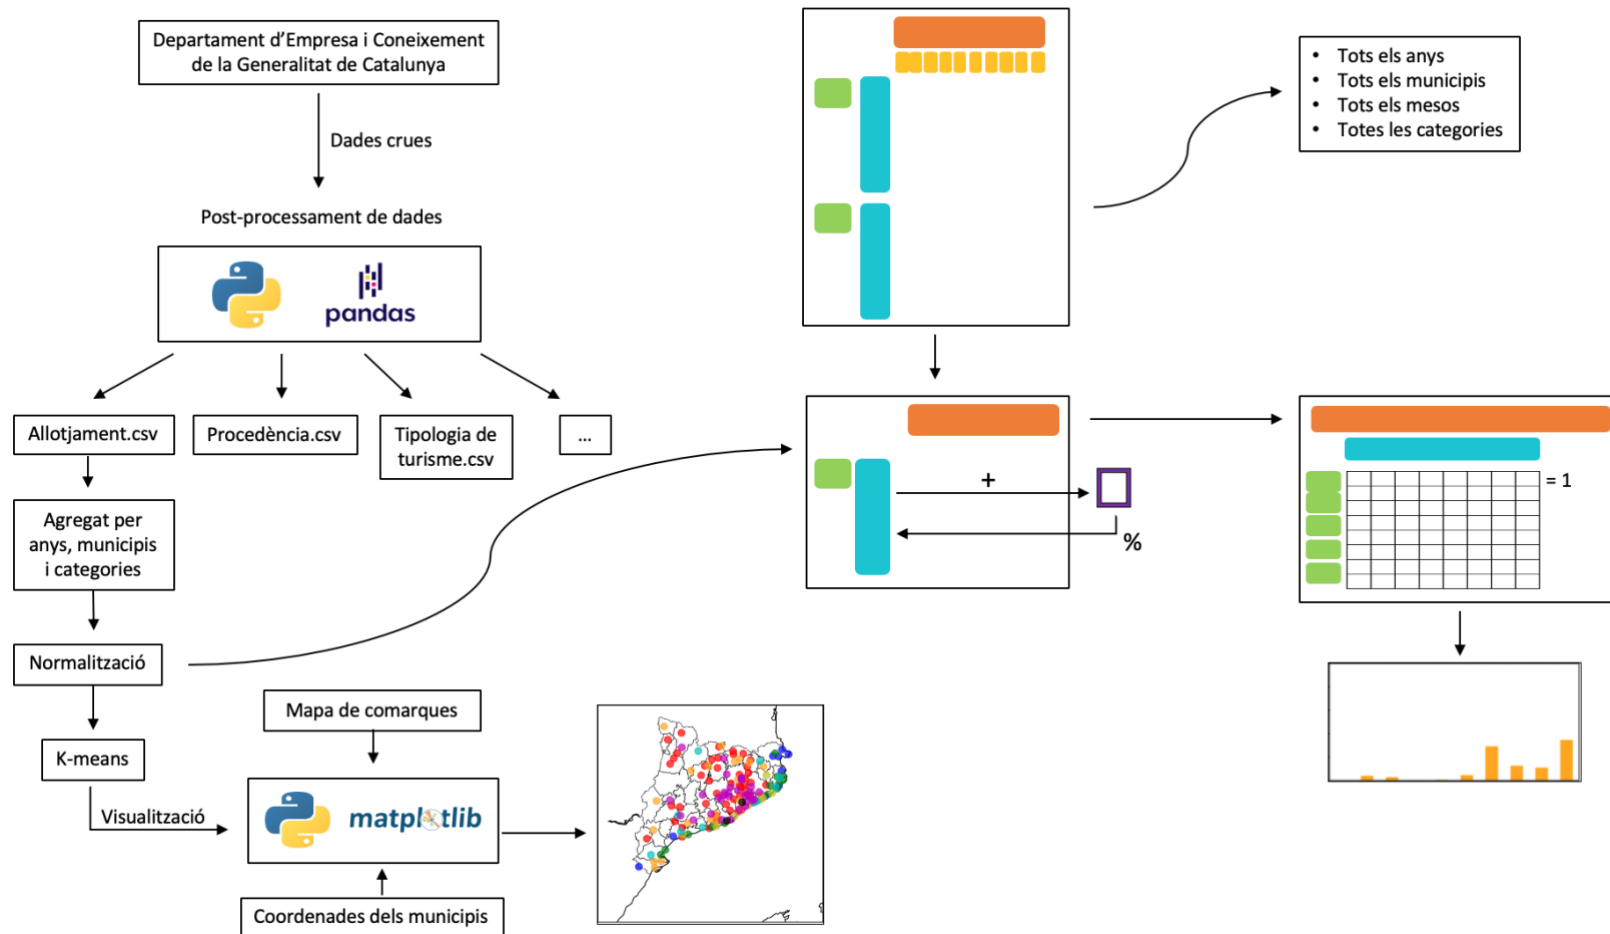 Departament d’Empresa i Coneixement
de la Generalitat de Catalunya
Dades crues
Post-processament de dades
pandas
Allotjament.csv
Procedència.csv
Tipologia de
turisme.csv
...
Agregat per
anys, municipis
i categories
Normalització
K-means
Visualització
Mapa de comarques
matplotlib
Coordenades dels municipis
• Tots els anys
• Tots els municipis
• Tots els mesos
• Totes les categories
+
%
= 1